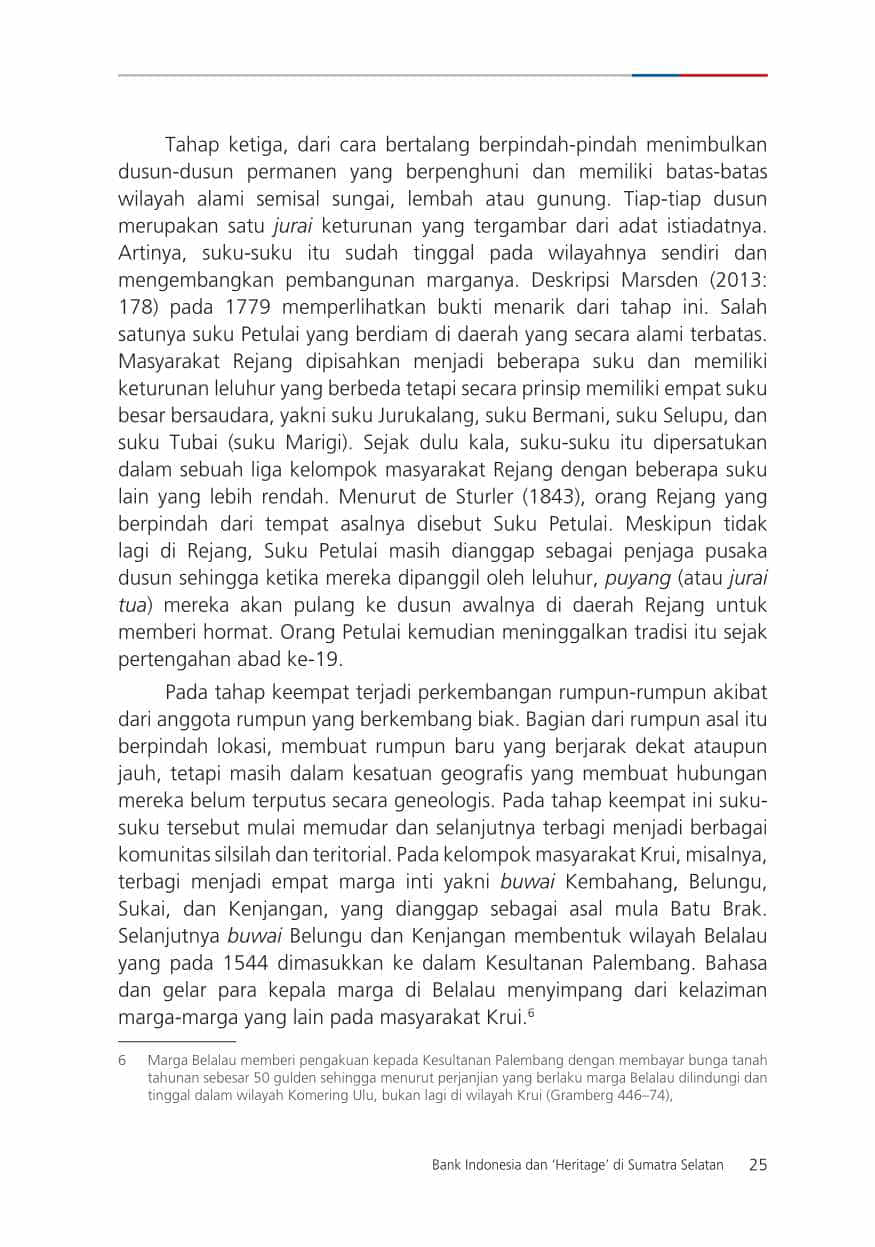 Tahap ketiga, dari cara bertalang berpindah-pindah menimbulkan
dusun-dusun permanen yang berpenghuni dan memiliki batas-batas
wilayah alami semisal sungai, lembah atau gunung. Tiap-tiap dusun
merupakan satu jurai keturunan yang tergambar dari adat istiadatnya.
Artinya, suku-suku itu sudah tinggal pada wilayahnya sendiri dan
mengembangkan pembangunan marganya. Deskripsi Marsden (2013:
178) pada 1779 memperlihatkan bukti menarik dari tahap ini. Salah
satunya suku Petulai yang berdiam di daerah yang secara alami terbatas.
Masyarakat Rejang dipisahkan menjadi beberapa suku dan memiliki
keturunan leluhur yang berbeda tetapi secara prinsip memiliki empat suku
besar bersaudara, yakni suku Jurukalang, suku Bermani, suku Selupu, dan
suku Tubai (suku Marigi). Sejak dulu kala, suku-suku itu dipersatukan
dalam sebuah liga kelompok masyarakat Rejang dengan beberapa suku
lain yang lebih rendah. Menurut de Sturler (1843), orang Rejang yang
berpindah dari tempat asalnya disebut Suku Petulai. Meskipun tidak
lagi di Rejang, Suku Petulai masih dianggap sebagai penjaga pusaka
dusun sehingga ketika mereka dipanggil oleh leluhur, puyang (atau jurai
tua) mereka akan pulang ke dusun awalnya di daerah Rejang untuk
memberi hormat. Orang Petulai kemudian meninggalkan tradisi itu sejak
pertengahan abad ke-19.
Pada tahap keempat terjadi perkembangan rumpun-rumpun akibat
dari anggota rumpun yang berkembang biak. Bagian dari rumpun asal itu
berpindah lokasi, membuat rumpun baru yang berjarak dekat ataupun
jauh, tetapi masih dalam kesatuan geografis yang membuat hubungan
mereka belum terputus secara geneologis. Pada tahap keempat ini suku-
suku tersebut mulai memudar dan selanjutnya terbagi menjadi berbagai
komunitas silsilah dan teritorial. Pada kelompok masyarakat Krui, misalnya,
terbagi menjadi empat marga inti yakni buwai Kembahang, Belungu,
Sukai, dan Kenjangan, yang dianggap sebagai asal mula Batu Brak.
Selanjutnya buwai Belungu dan Kenjangan membentuk wilayah Belalau
yang pada 1544 dimasukkan ke dalam Kesultanan Palembang. Bahasa
dan gelar para kepala marga di Belalau menyimpang dari kelaziman
marga-marga yang lain pada masyarakat Krui.6
6 Marga Belalau memberi pengakuan kepada Kesultanan Palembang dengan membayar bunga tanah
tahunan sebesar 50 gulden sehingga menurut perjanjian yang berlaku marga Belalau dilindungi dan
tinggal dalam wilayah Komering Ulu, bukan lagi di wilayah Krui (Gramberg 446–74),
Bank Indonesia dan ‘Heritage’ di Sumatra Selatan 25